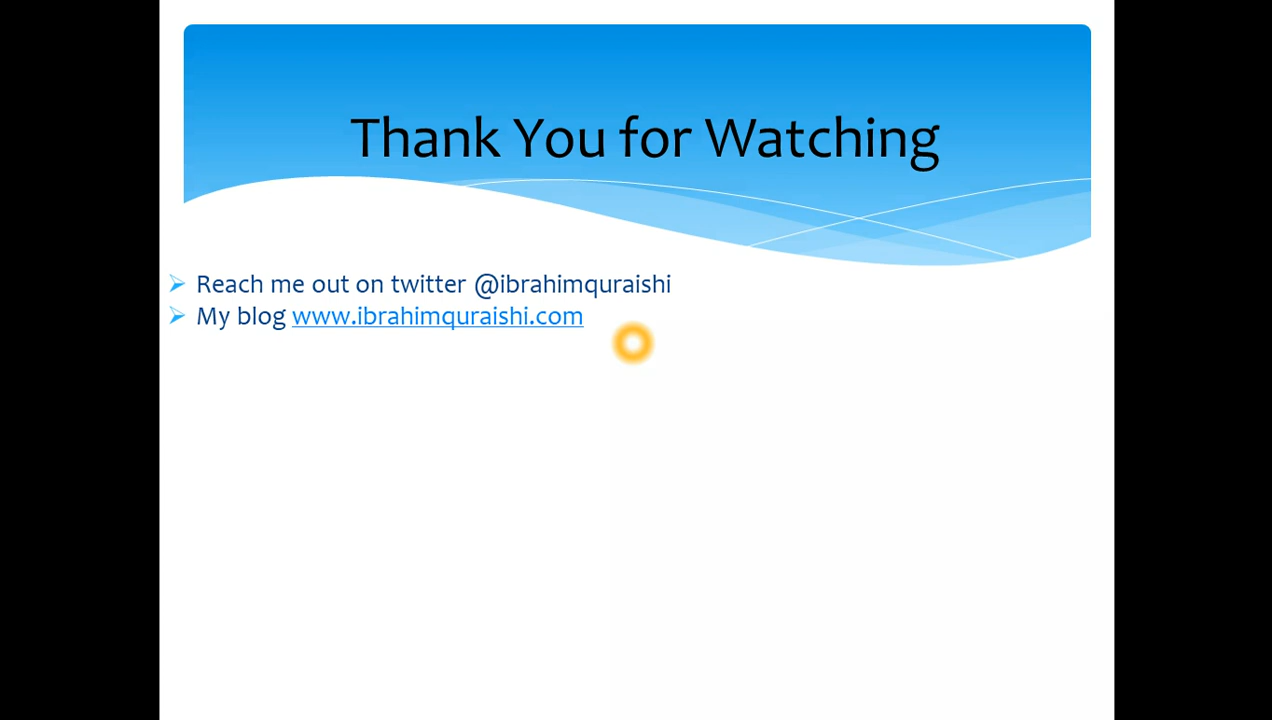 Thank You for Watching
Reach me out on twitter @ibrahimquraishi
My blog www.ibrahimquraishi.com